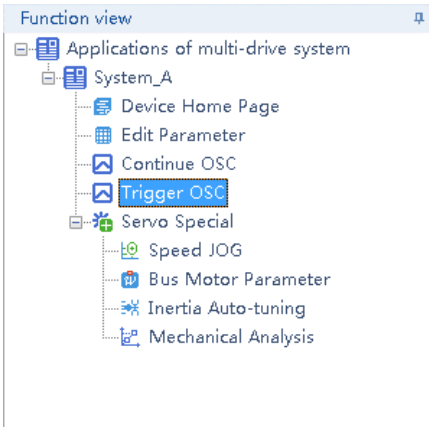 Function view
Applications of multi-drive system
System_A
Device Home Page
Edit Parameter
Continue OSC
Trigger OSC
Servo Special
Speed JOG
Bus Motor Parameter
Inertia Auto-tuning
Mechanical Analysis